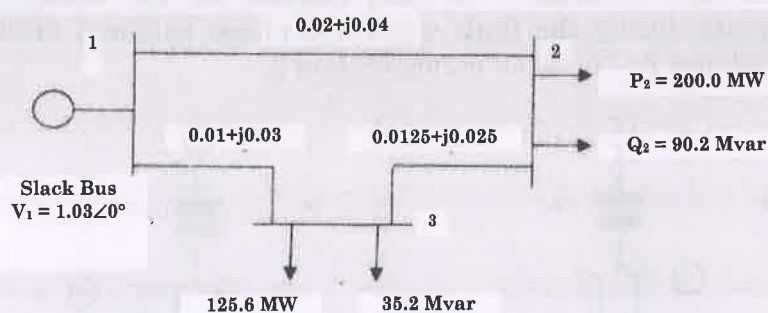 0.02+j0.04
1
2
P₂ = 200.0 MW
0.01+j0.03
0.0125+j0.025
Q₂ = 90.2 Mvar
Slack Bus
V₁ = 1.03∠0°
3
125.6 MW
35.2 Mvar